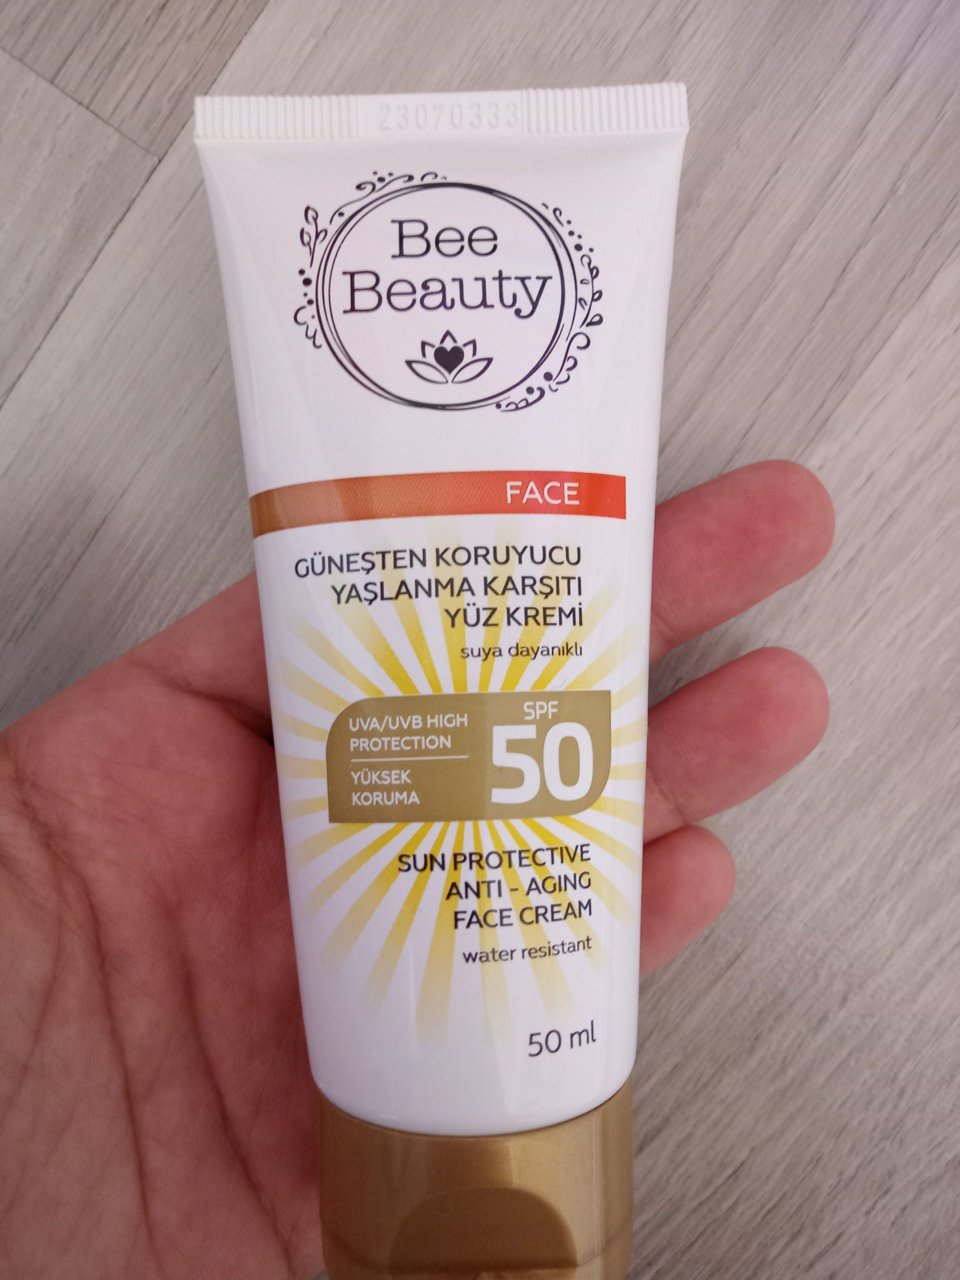 23070333
Bee
Beauty
FACE
GÜNEŞTEN KORUYUCU
YAŞLANMA KARŞITI
YÜZ KREMİ
suya dayanıklı
UVA/UVB HIGH
PROTECTION
YÜKSEK
KORUMA
SPF
50
SUN PROTECTIVE
ANTI - AGING
FACE CREAM
water resistant
50 ml